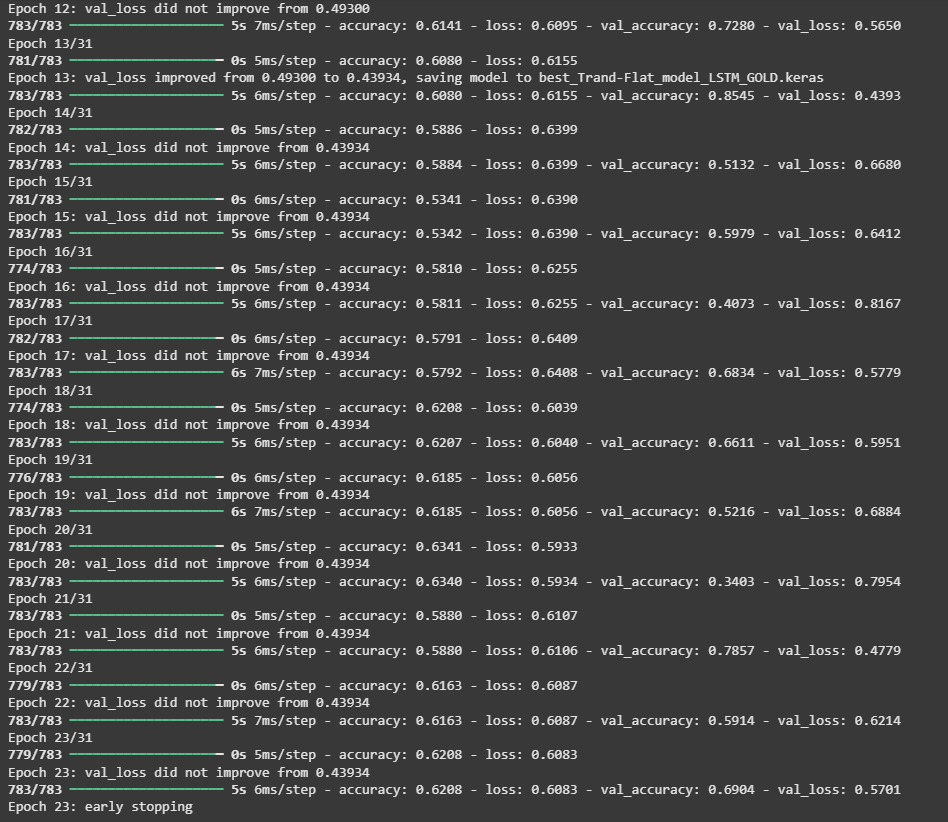 Epoch 12: val_loss did not improve from 0.49300
783/783 ━━━━━━━━━━━━━━━━━━━━ 5s 7ms/step - accuracy: 0.6141 - loss: 0.6095 - val_accuracy: 0.7280 - val_loss: 0.5650
Epoch 13/31
781/783 ━━━━━━━━━━━━━━━━━━━━ 0s 5ms/step - accuracy: 0.6080 - loss: 0.6155
Epoch 13: val_loss improved from 0.49300 to 0.43934, saving model to best_Trand-Flat_model_LSTM_GOLD.keras
783/783 ━━━━━━━━━━━━━━━━━━━━ 5s 6ms/step - accuracy: 0.6080 - loss: 0.6155 - val_accuracy: 0.8545 - val_loss: 0.4393
Epoch 14/31
782/783 ━━━━━━━━━━━━━━━━━━━━ 0s 5ms/step - accuracy: 0.5886 - loss: 0.6399
Epoch 14: val_loss did not improve from 0.43934
783/783 ━━━━━━━━━━━━━━━━━━━━ 5s 6ms/step - accuracy: 0.5884 - loss: 0.6399 - val_accuracy: 0.5132 - val_loss: 0.6680
Epoch 15/31
781/783 ━━━━━━━━━━━━━━━━━━━━ 0s 6ms/step - accuracy: 0.5341 - loss: 0.6390
Epoch 15: val_loss did not improve from 0.43934
783/783 ━━━━━━━━━━━━━━━━━━━━ 5s 6ms/step - accuracy: 0.5342 - loss: 0.6390 - val_accuracy: 0.5979 - val_loss: 0.6412
Epoch 16/31
774/783 ━━━━━━━━━━━━━━━━━━━━ 0s 5ms/step - accuracy: 0.5810 - loss: 0.6255
Epoch 16: val_loss did not improve from 0.43934
783/783 ━━━━━━━━━━━━━━━━━━━━ 5s 6ms/step - accuracy: 0.5811 - loss: 0.6255 - val_accuracy: 0.4073 - val_loss: 0.8167
Epoch 17/31
782/783 ━━━━━━━━━━━━━━━━━━━━ 0s 6ms/step - accuracy: 0.5791 - loss: 0.6409
Epoch 17: val_loss did not improve from 0.43934
783/783 ━━━━━━━━━━━━━━━━━━━━ 6s 7ms/step - accuracy: 0.5792 - loss: 0.6408 - val_accuracy: 0.6834 - val_loss: 0.5779
Epoch 18/31
774/783 ━━━━━━━━━━━━━━━━━━━━ 0s 5ms/step - accuracy: 0.6208 - loss: 0.6039
Epoch 18: val_loss did not improve from 0.43934
783/783 ━━━━━━━━━━━━━━━━━━━━ 5s 6ms/step - accuracy: 0.6207 - loss: 0.6040 - val_accuracy: 0.6611 - val_loss: 0.5951
Epoch 19/31
776/783 ━━━━━━━━━━━━━━━━━━━━ 0s 6ms/step - accuracy: 0.6185 - loss: 0.6056
Epoch 19: val_loss did not improve from 0.43934
783/783 ━━━━━━━━━━━━━━━━━━━━ 6s 7ms/step - accuracy: 0.6185 - loss: 0.6056 - val_accuracy: 0.5216 - val_loss: 0.6884
Epoch 20/31
781/783 ━━━━━━━━━━━━━━━━━━━━ 0s 5ms/step - accuracy: 0.6341 - loss: 0.5933
Epoch 20: val_loss did not improve from 0.43934
783/783 ━━━━━━━━━━━━━━━━━━━━ 5s 6ms/step - accuracy: 0.6340 - loss: 0.5934 - val_accuracy: 0.3403 - val_loss: 0.7954
Epoch 21/31
783/783 ━━━━━━━━━━━━━━━━━━━━ 0s 5ms/step - accuracy: 0.5880 - loss: 0.6107
Epoch 21: val_loss did not improve from 0.43934
783/783 ━━━━━━━━━━━━━━━━━━━━ 5s 6ms/step - accuracy: 0.5880 - loss: 0.6106 - val_accuracy: 0.7857 - val_loss: 0.4779
Epoch 22/31
779/783 ━━━━━━━━━━━━━━━━━━━━ 0s 6ms/step - accuracy: 0.6163 - loss: 0.6087
Epoch 22: val_loss did not improve from 0.43934
783/783 ━━━━━━━━━━━━━━━━━━━━ 5s 7ms/step - accuracy: 0.6163 - loss: 0.6087 - val_accuracy: 0.5914 - val_loss: 0.6214
Epoch 23/31
779/783 ━━━━━━━━━━━━━━━━━━━━ 0s 5ms/step - accuracy: 0.6208 - loss: 0.6083
Epoch 23: val_loss did not improve from 0.43934
783/783 ━━━━━━━━━━━━━━━━━━━━ 5s 6ms/step - accuracy: 0.6208 - loss: 0.6083 - val_accuracy: 0.6904 - val_loss: 0.5701
Epoch 23: early stopping